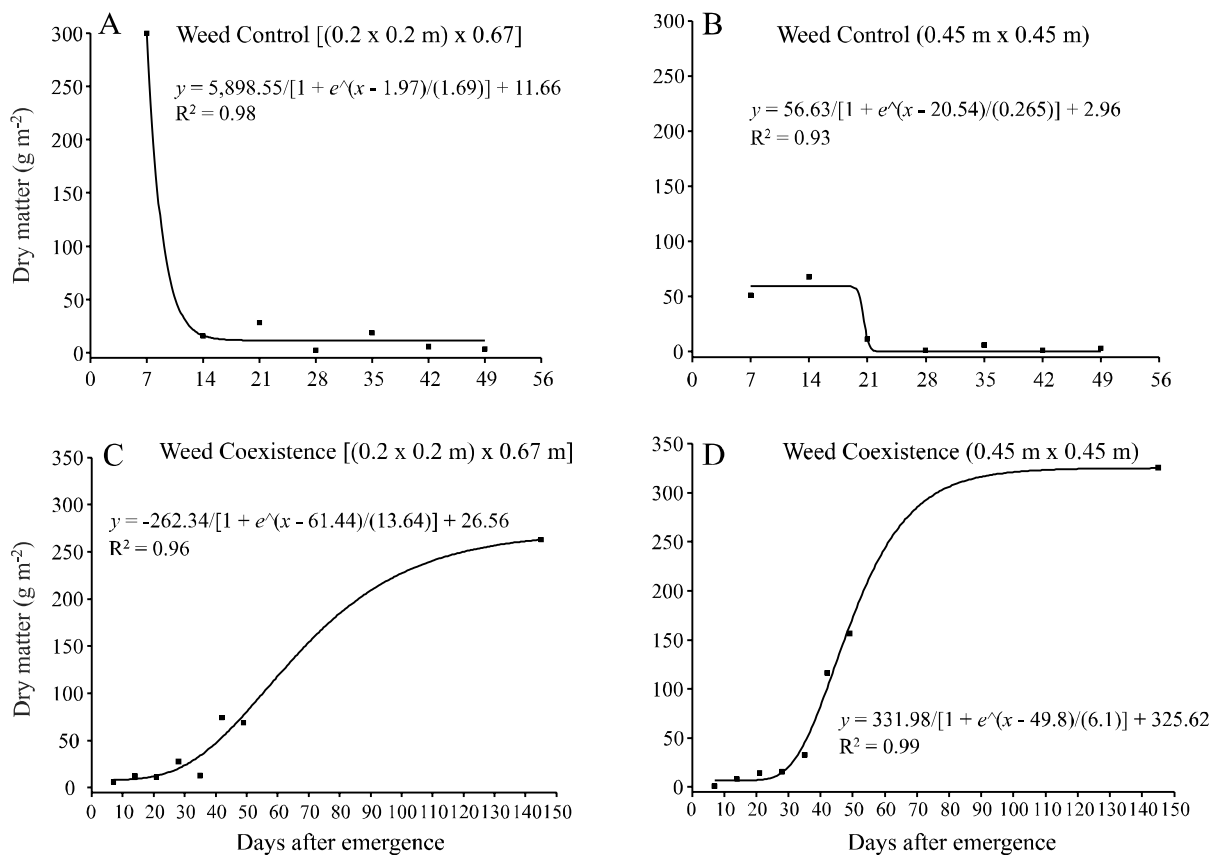 A
Weed Control [(0.2 x 0.2 m) x 0.67]
y = 5,898.55/[1 + e^(x - 1.97)/(1.69)] + 11.66
R² = 0.98
Dry matter (g m⁻²)
300
250
200
150
100
50
0
0 7 14 21 28 35 42 49 56
B
Weed Control (0.45 m x 0.45 m)
y = 56.63/[1 + e^(x - 20.54)/(0.265)] + 2.96
R² = 0.93
300
250
200
150
100
50
0
0 7 14 21 28 35 42 49 56
C
Weed Coexistence [(0.2 x 0.2 m) x 0.67 m]
y = -262.34/[1 + e^(x - 61.44)/(13.64)] + 26.56
R² = 0.96
Dry matter (g m⁻²)
350
300
250
200
150
100
50
0
0 10 20 30 40 50 60 70 80 90 100 110 120 130 140 150
Days after emergence
D
Weed Coexistence (0.45 m x 0.45 m)
y = 331.98/[1 + e^(x - 49.8)/(6.1)] + 325.62
R² = 0.99
350
300
250
200
150
100
50
0
0 10 20 30 40 50 60 70 80 90 100 110 120 130 140 150
Days after emergence